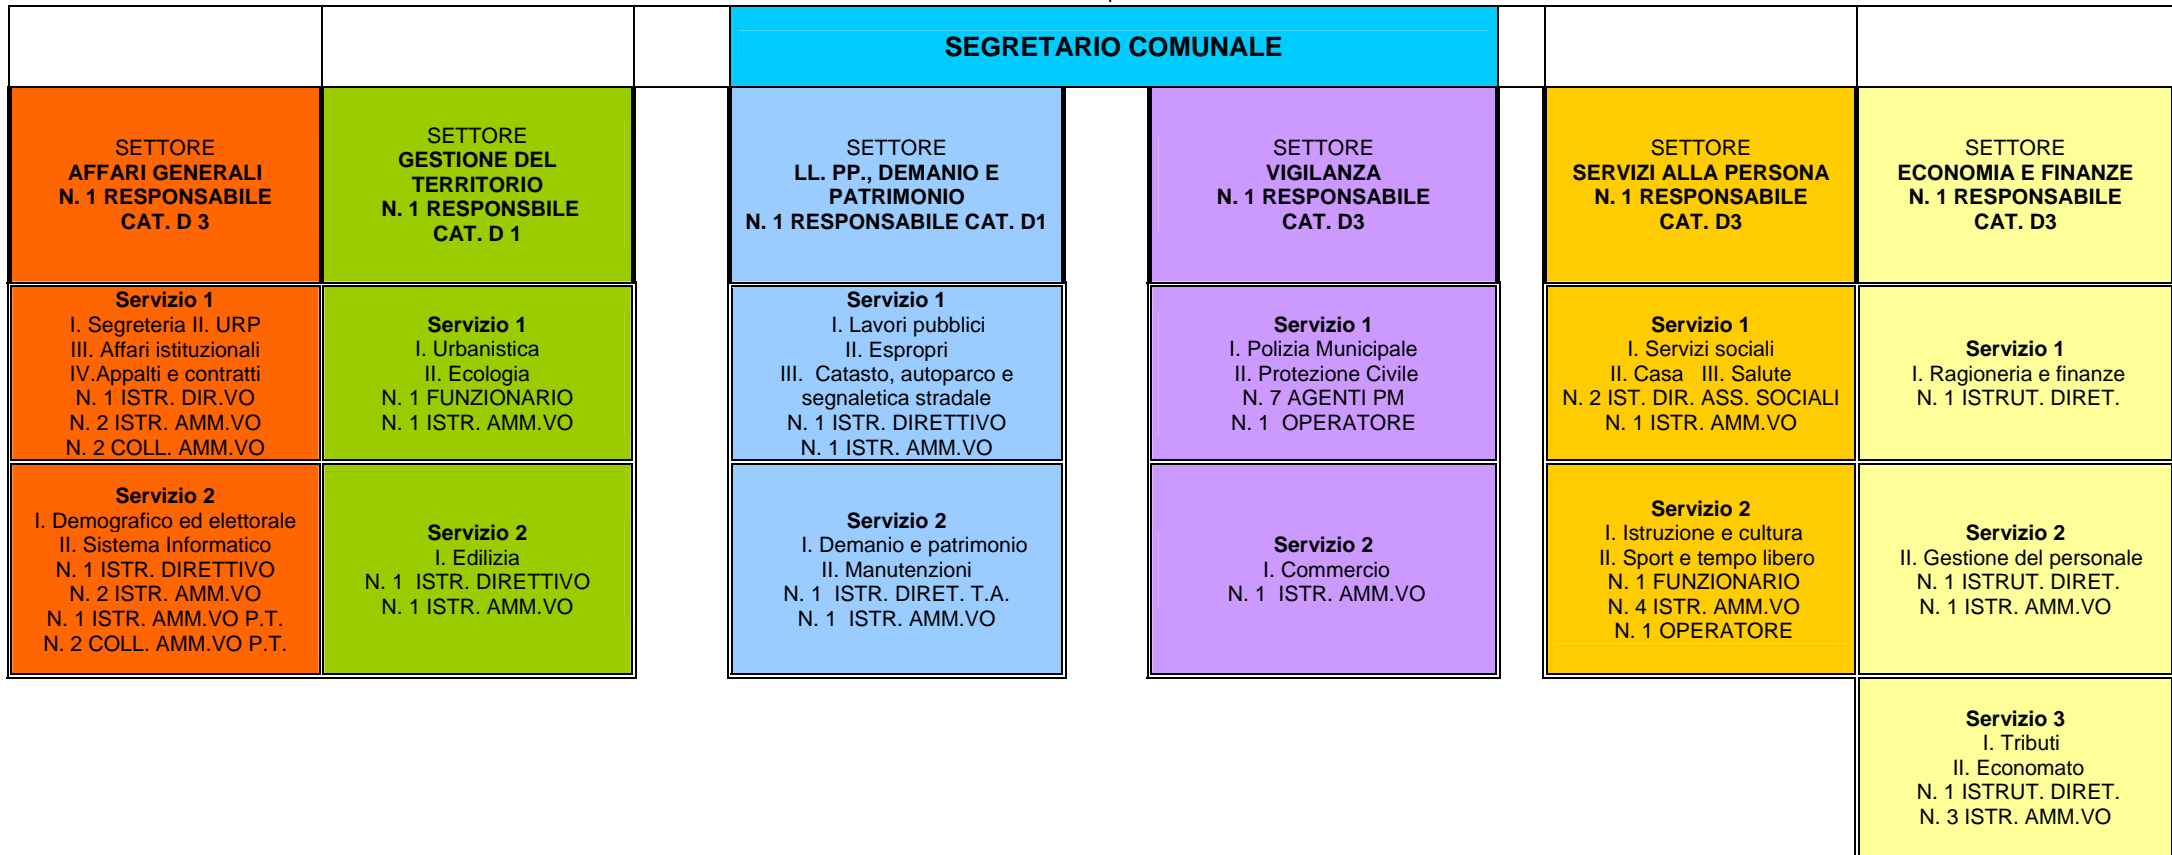 SEGRETARIO COMUNALE
SETTORE
AFFARI GENERALI
N. 1 RESPONSABILE
CAT. D 3
SETTORE
GESTIONE DEL
TERRITORIO
N. 1 RESPONSBILE
CAT. D 1
SETTORE
LL. PP., DEMANIO E
PATRIMONIO
N. 1 RESPONSABILE CAT. D1
SETTORE
VIGILANZA
N. 1 RESPONSABILE
CAT. D3
SETTORE
SERVIZI ALLA PERSONA
N. 1 RESPONSABILE
CAT. D3
SETTORE
ECONOMIA E FINANZE
N. 1 RESPONSABILE
CAT. D3
Servizio 1
I. Segreteria II. URP
III. Affari istituzionali
IV.Appalti e contratti
N. 1 ISTR. DIR.VO
N. 2 ISTR. AMM.VO
N. 2 COLL. AMM.VO
Servizio 1
I. Urbanistica
II. Ecologia
N. 1 FUNZIONARIO
N. 1 ISTR. AMM.VO
Servizio 1
I. Lavori pubblici
II. Espropri
III. Catasto, autoparco e
segnaletica stradale
N. 1 ISTR. DIRETTIVO
N. 1 ISTR. AMM.VO
Servizio 1
I. Polizia Municipale
II. Protezione Civile
N. 7 AGENTI PM
N. 1 OPERATORE
Servizio 1
I. Servizi sociali
II. Casa III. Salute
N. 2 IST. DIR. ASS. SOCIALI
N. 1 ISTR. AMM.VO
Servizio 1
I. Ragioneria e finanze
N. 1 ISTRUT. DIRET.
Servizio 2
I. Demografico ed elettorale
II. Sistema Informatico
N. 1 ISTR. DIRETTIVO
N. 2 ISTR. AMM.VO
N. 1 ISTR. AMM.VO P.T.
N. 2 COLL. AMM.VO P.T.
Servizio 2
I. Edilizia
N. 1 ISTR. DIRETTIVO
N. 1 ISTR. AMM.VO
Servizio 2
I. Demanio e patrimonio
II. Manutenzioni
N. 1 ISTR. DIRET. T.A.
N. 1 ISTR. AMM.VO
Servizio 2
I. Commercio
N. 1 ISTR. AMM.VO
Servizio 2
I. Istruzione e cultura
II. Sport e tempo libero
N. 1 FUNZIONARIO
N. 4 ISTR. AMM.VO
N. 1 OPERATORE
Servizio 2
II. Gestione del personale
N. 1 ISTRUT. DIRET.
N. 1 ISTR. AMM.VO
Servizio 3
I. Tributi
II. Economato
N. 1 ISTRUT. DIRET.
N. 3 ISTR. AMM.VO